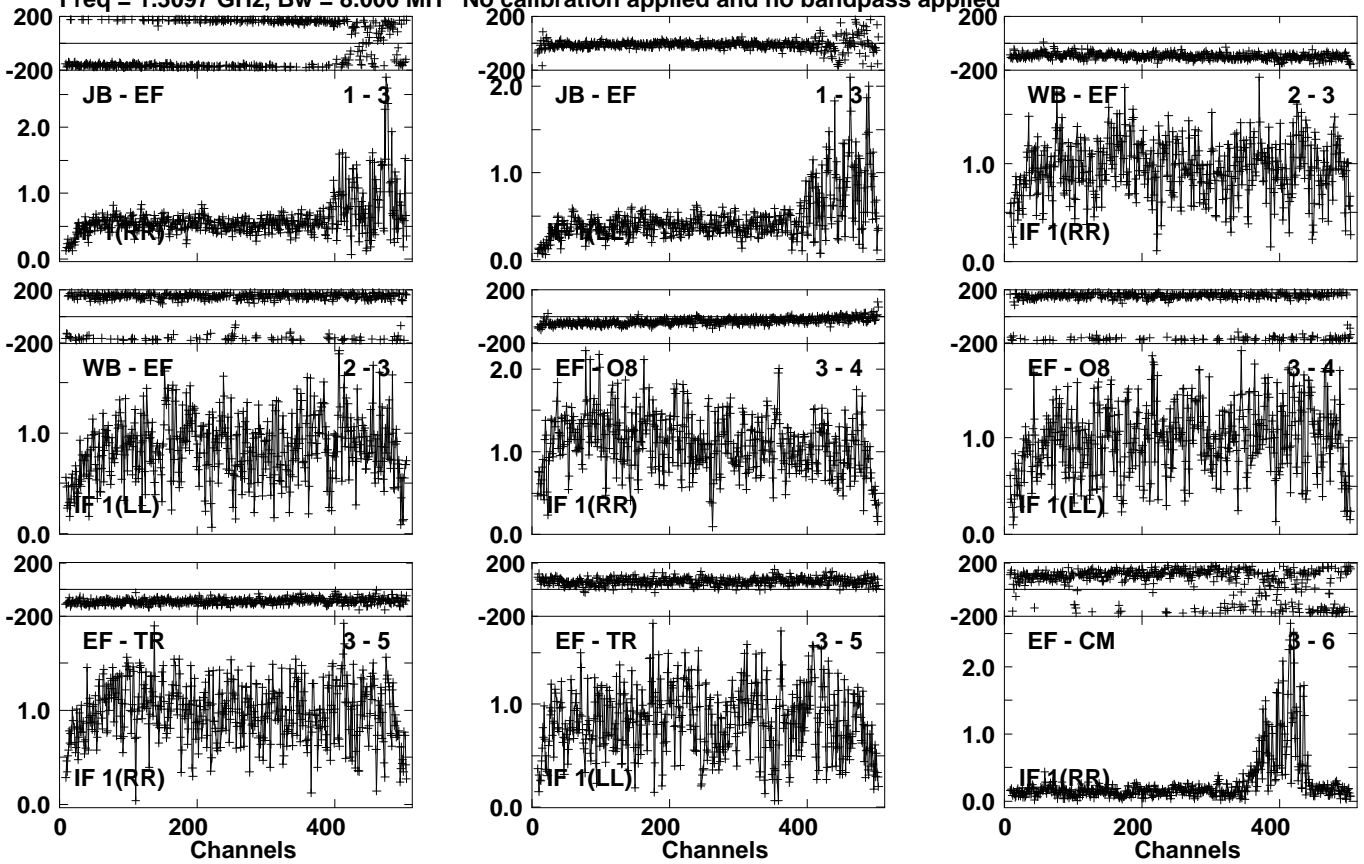 Freq = 1.3097 GHz, Bw = 8.000 MH No calibration applied and no bandpass applied
-200
-200
-200
JB - EF 1 - 3
JB - EF 1 - 3
WB - EF 2 - 3
2.0
1.0
0.0
2.0
1.0
0.0
1.0
0.0
IF 1(RR)
IF 1(LL)
IF 1(RR)
200
-200
200
-200
200
-200
WB - EF 2 - 3
EF - O8 3 - 4
EF - O8 3 - 4
1.0
0.0
2.0
1.0
0.0
1.0
0.0
IF 1(LL)
IF 1(RR)
IF 1(LL)
200
-200
200
-200
200
-200
EF - TR 3 - 5
EF - TR 3 - 5
EF - CM 3 - 6
1.0
0.0
1.0
0.0
2.0
1.0
0.0
IF 1(RR)
IF 1(LL)
IF 1(RR)
0 200 400
0 200 400
0 200 400
Channels
Channels
Channels